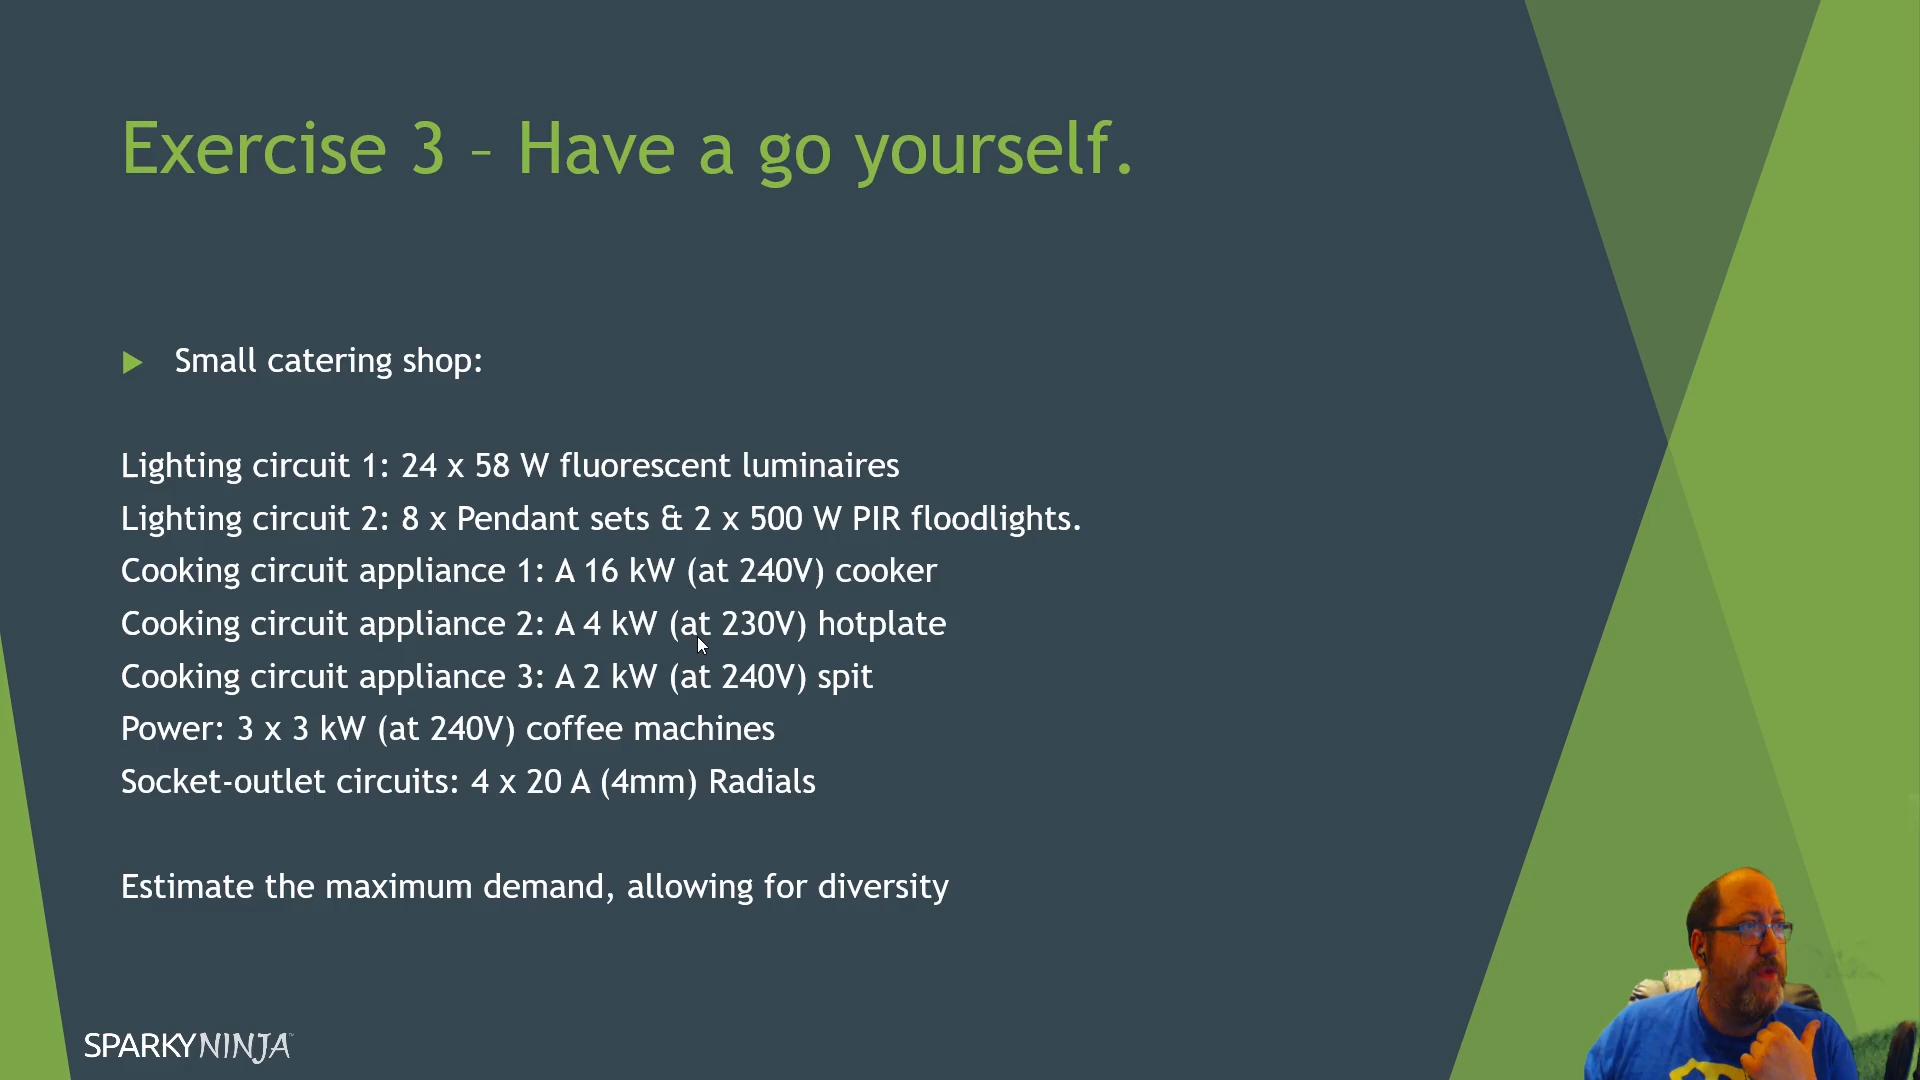 Exercise 3 – Have a go yourself.
Small catering shop:
Lighting circuit 1: 24 x 58 W fluorescent luminaires
Lighting circuit 2: 8 x Pendant sets & 2 x 500 W PIR floodlights.
Cooking circuit appliance 1: A 16 kW (at 240V) cooker
Cooking circuit appliance 2: A 4 kW (at 230V) hotplate
Cooking circuit appliance 3: A 2 kW (at 240V) spit
Power: 3 x 3 kW (at 240V) coffee machines
Socket-outlet circuits: 4 x 20 A (4mm) Radials
Estimate the maximum demand, allowing for diversity
SPARKYNINJA